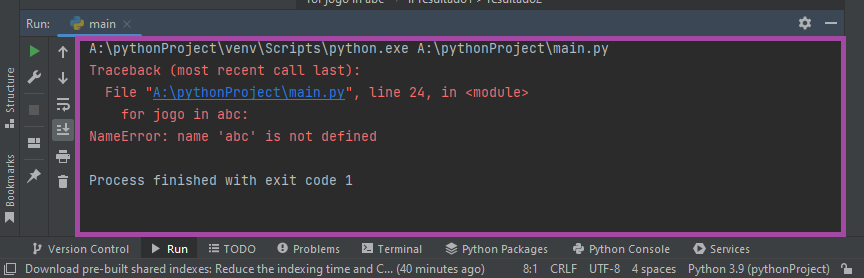 for jogo in abc
if resultado1 > resultado2
Run:
main
A:\pythonProject\venv\Scripts\python.exe A:\pythonProject\main.py
Traceback (most recent call last):
File "A:\pythonProject\main.py", line 24, in <module>
for jogo in abc:
NameError: name 'abc' is not defined
Process finished with exit code 1
Structure
Bookmarks
Version Control
Run
TODO
Problems
Terminal
Python Packages
Python Console
Services
Download pre-built shared indexes: Reduce the indexing time and C... (40 minutes ago)
8:1
CRLF
UTF-8
4 spaces
Python 3.9 (pythonProject)